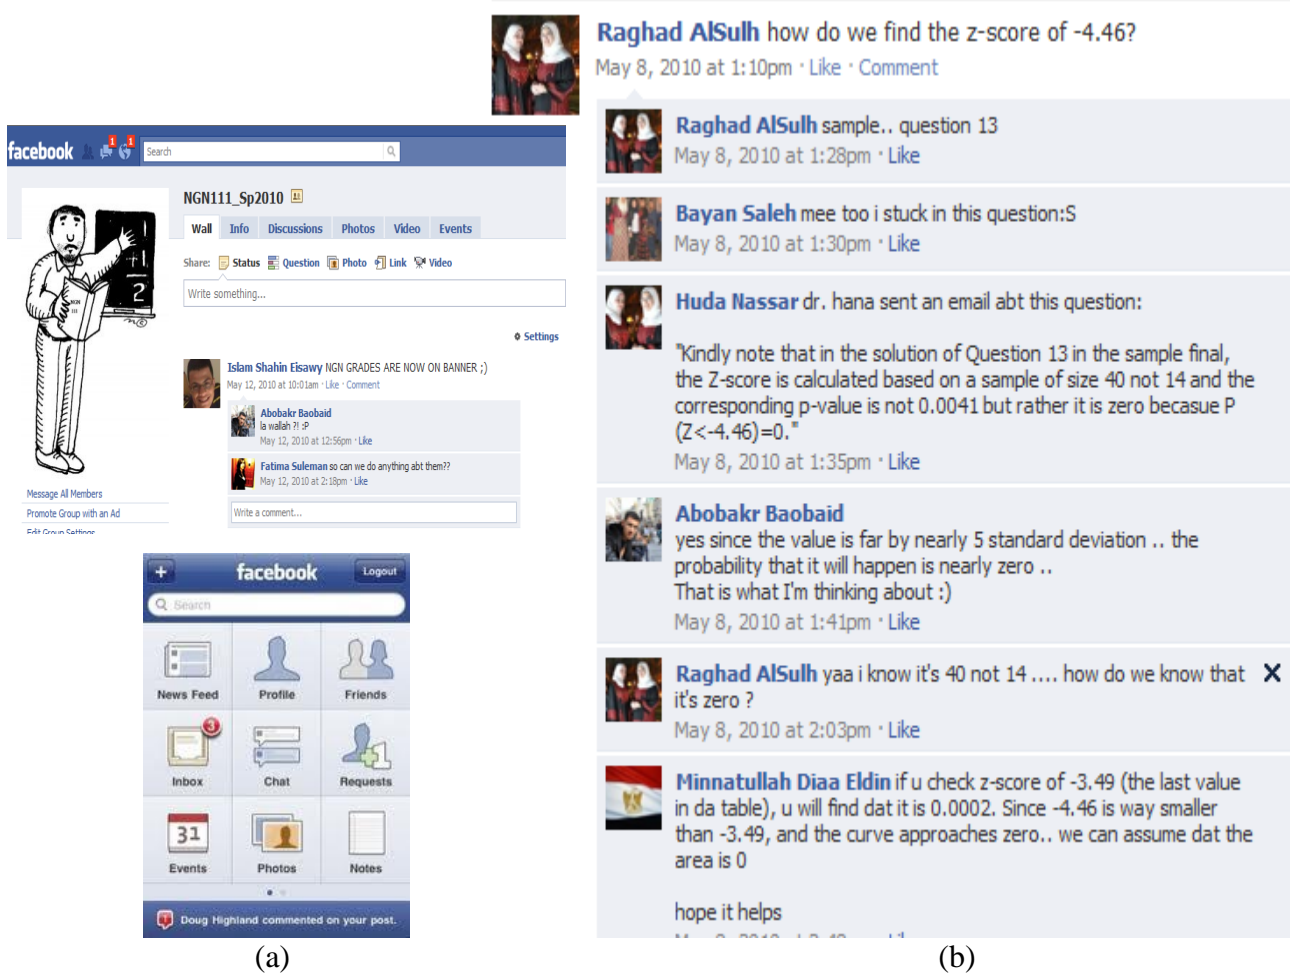 facebook
1
1
Search
NGN111_Sp2010
Wall Info Discussions Photos Video Events
Share: Status Question Photo Link Video
Write something...
Settings
1
2
NGN
111
Islam Shahin Eisawy NGN GRADES ARE NOW ON BANNER ;)
May 12, 2010 at 10:01am · Like · Comment
Abobakr Baobaid
la wallah ?! :P
May 12, 2010 at 12:56pm · Like
Fatima Suleman so can we do anything abt them??
May 12, 2010 at 2:18pm · Like
Write a comment...
Message All Members
Promote Group with an Ad
Edit Group Settings
+ facebook Logout
Search
News Feed Profile Friends
3
Inbox Chat Requests
+1
31
Events Photos Notes
Doug Highland commented on your post.
(a)
Raghad AlSulh how do we find the z-score of -4.46?
May 8, 2010 at 1:10pm · Like · Comment
Raghad AlSulh sample.. question 13
May 8, 2010 at 1:28pm · Like
Bayan Saleh mee too i stuck in this question:S
May 8, 2010 at 1:30pm · Like
Huda Nassar dr. hana sent an email abt this question:
"Kindly note that in the solution of Question 13 in the sample final,
the Z-score is calculated based on a sample of size 40 not 14 and the
corresponding p-value is not 0.0041 but rather it is zero becasue P
(Z<-4.46)=0."
May 8, 2010 at 1:35pm · Like
Abobakr Baobaid
yes since the value is far by nearly 5 standard deviation .. the
probability that it will happen is nearly zero ..
That is what I'm thinking about :)
May 8, 2010 at 1:41pm · Like
Raghad AlSulh yaa i know it's 40 not 14 .... how do we know that
it's zero ?
May 8, 2010 at 2:03pm · Like
Minnatullah Diaa Eldin if u check z-score of -3.49 (the last value
in da table), u will find dat it is 0.0002. Since -4.46 is way smaller
than -3.49, and the curve approaches zero.. we can assume dat the
area is 0
hope it helps
(b)